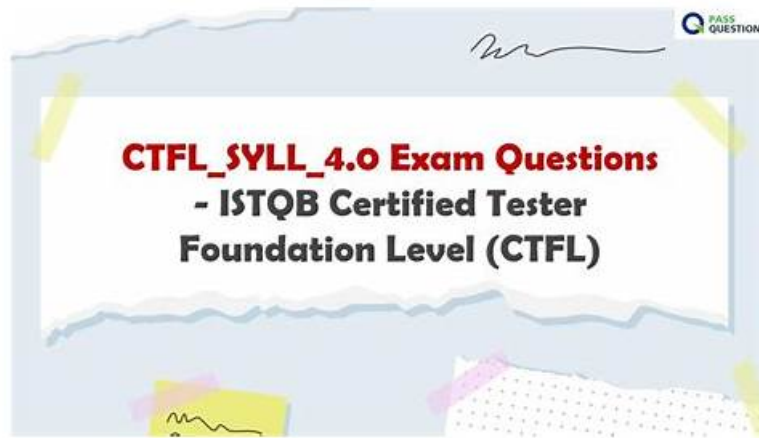 PASS
QUESTION
CTFL_SYLL_4.0 Exam Questions
- ISTQB Certified Tester
Foundation Level (CTFL)